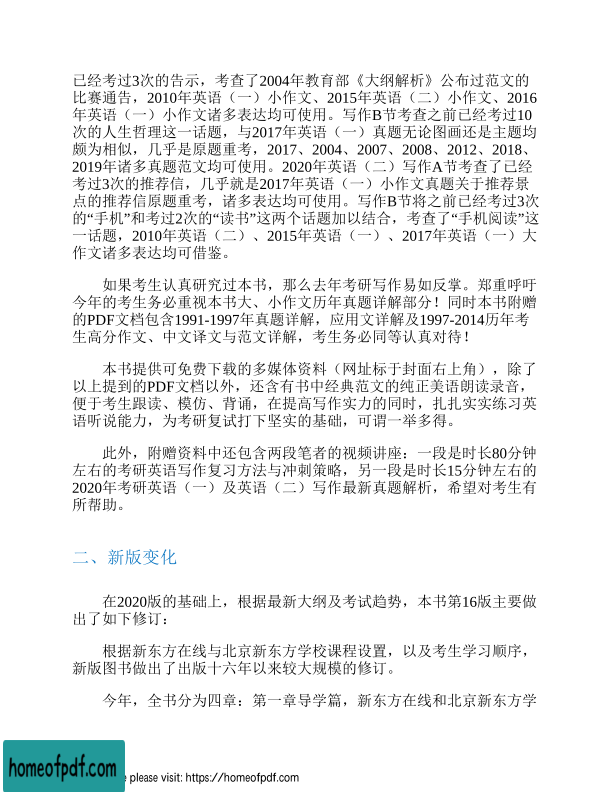 已经考过3次的告示，考查了2004年教育部《大纲解析》公布过范文的
比赛通告，2010年英语（一）小作文、2015年英语（二）小作文、2016
年英语（一）小作文诸多表达均可使用。写作B节考查之前已经考过10
次的人生哲理这一话题，与2017年英语（一）真题无论图画还是主题均
颇为相似，几乎是原题重考，2017、2004、2007、2008、2012、2018、
2019年诸多真题范文均可使用。2020年英语（二）写作A节考查了已经
考过3次的推荐信，几乎就是2017年英语（一）小作文真题关于推荐景
点的推荐信原题重考，诸多表达均可使用。写作B节将之前已经考过3次
的“手机”和考过2次的“读书”这两个话题加以结合，考查了“手机阅读”这
一话题，2010年英语（二）、2015年英语（一）、2017年英语（一）大
作文诸多表达均可借鉴。
如果考生认真研究过本书，那么去年考研写作易如反掌。郑重呼吁
今年的考生务必重视本书大、小作文历年真题详解部分！同时本书附赠
的PDF文档包含1991-1997年真题详解，应用文详解及1997-2014历年考
生高分作文、中文译文与范文详解，考生务必同等认真对待！
本书提供可免费下载的多媒体资料（网址标于封面右上角），除了
以上提到的PDF文档以外，还含有书中经典范文的纯正美语朗读录音，
便于考生跟读、模仿、背诵，在提高写作实力的同时，扎扎实实练习英
语听说能力，为考研复试打下坚实的基础，可谓一举多得。
此外，附赠资料中还包含两段笔者的视频讲座：一段是时长80分钟
左右的考研英语写作复习方法与冲刺策略，另一段是时长15分钟左右的
2020年考研英语（一）及英语（二）写作最新真题解析，希望对考生有
所帮助。
二、新版变化
在2020版的基础上，根据最新大纲及考试趋势，本书第16版主要做
出了如下修订：
根据新东方在线与北京新东方学校课程设置，以及考生学习顺序，
新版图书做出了出版十六年以来较大规模的修订。
今年，全书分为四章：第一章导学篇，新东方在线和北京新东方学
homeofpdf.com
e please visit: https://homeofpdf.com